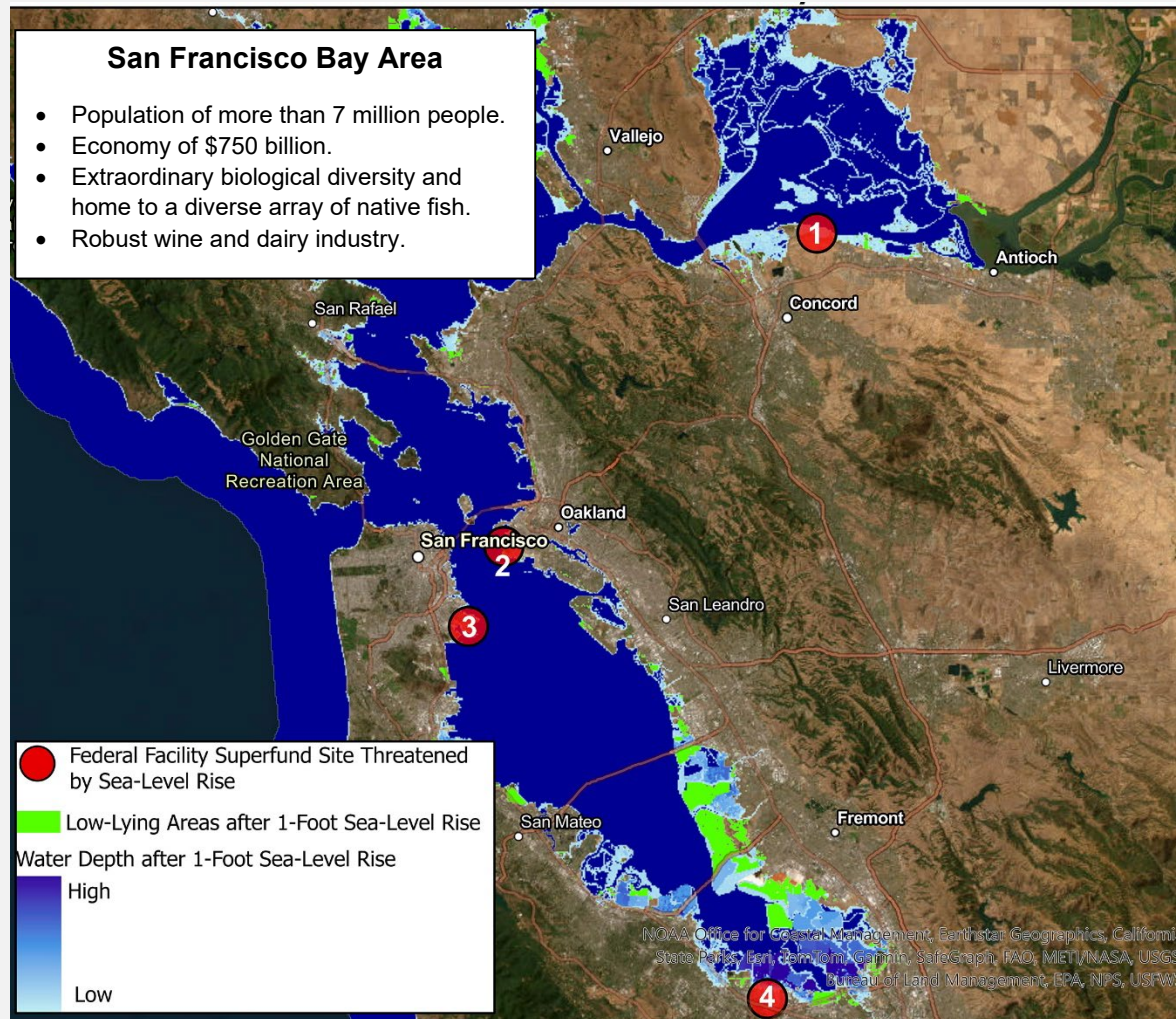 San Francisco Bay Area
• Population of more than 7 million people.
• Economy of $750 billion.
• Extraordinary biological diversity and
home to a diverse array of native fish.
• Robust wine and dairy industry.
Vallejo
1
Antioch
Concord
San Rafael
Golden Gate
National
Recreation Area
Oakland
San Francisco
2
San Leandro
3
Livermore
Federal Facility Superfund Site Threatened
by Sea-Level Rise
Low-Lying Areas after 1-Foot Sea-Level Rise
Water Depth after 1-Foot Sea-Level Rise
High
Low
San Mateo
Fremont
NOAA Office for Coastal Management, Earthstar Geographics, Californi
State Parks, Esri, TomTom, Garmin, SafeGraph, FAO, METI/NASA, USGS
Bureau of Land Management, EPA, NPS, USFW
4